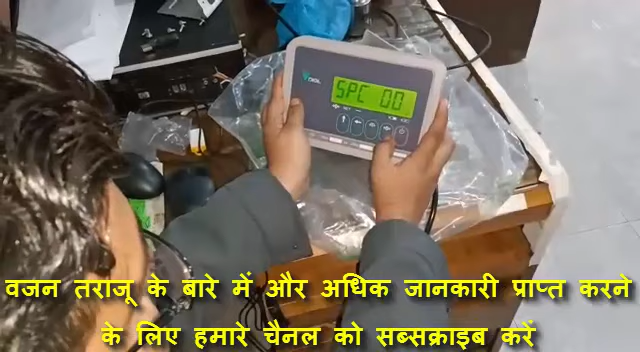 SPC 00
वजन तराजू के बारे में और अधिक जानकारी प्राप्त करने
के लिए हमारे चैनल को सब्सक्राइब करें